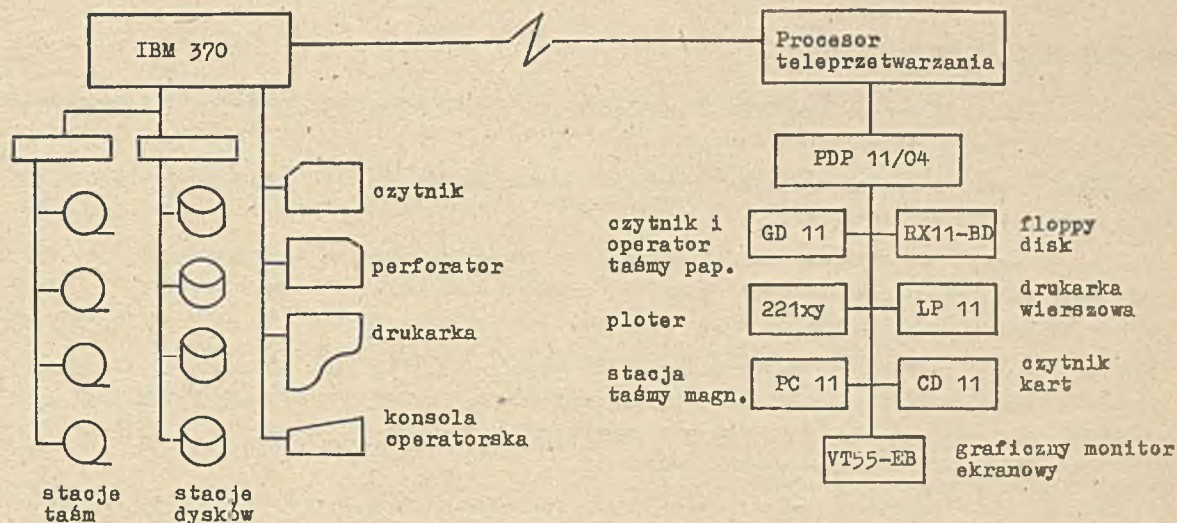 IBM 370
Procesor
teleprzetwarzania
PDP 11/04
czytnik
perforator
drukarka
konsola
operatorska
stacje
taśm
stacje
dysków
czytnik i
operator
taśmy pap.
GD 11
RX11-BD
floppy
disk
ploter
221xy
LP 11
drukarka
wierszowa
stacja
taśmy magn.
PC 11
CD 11
czytnik
kart
VT55-EB
graficzny monitor
ekranowy